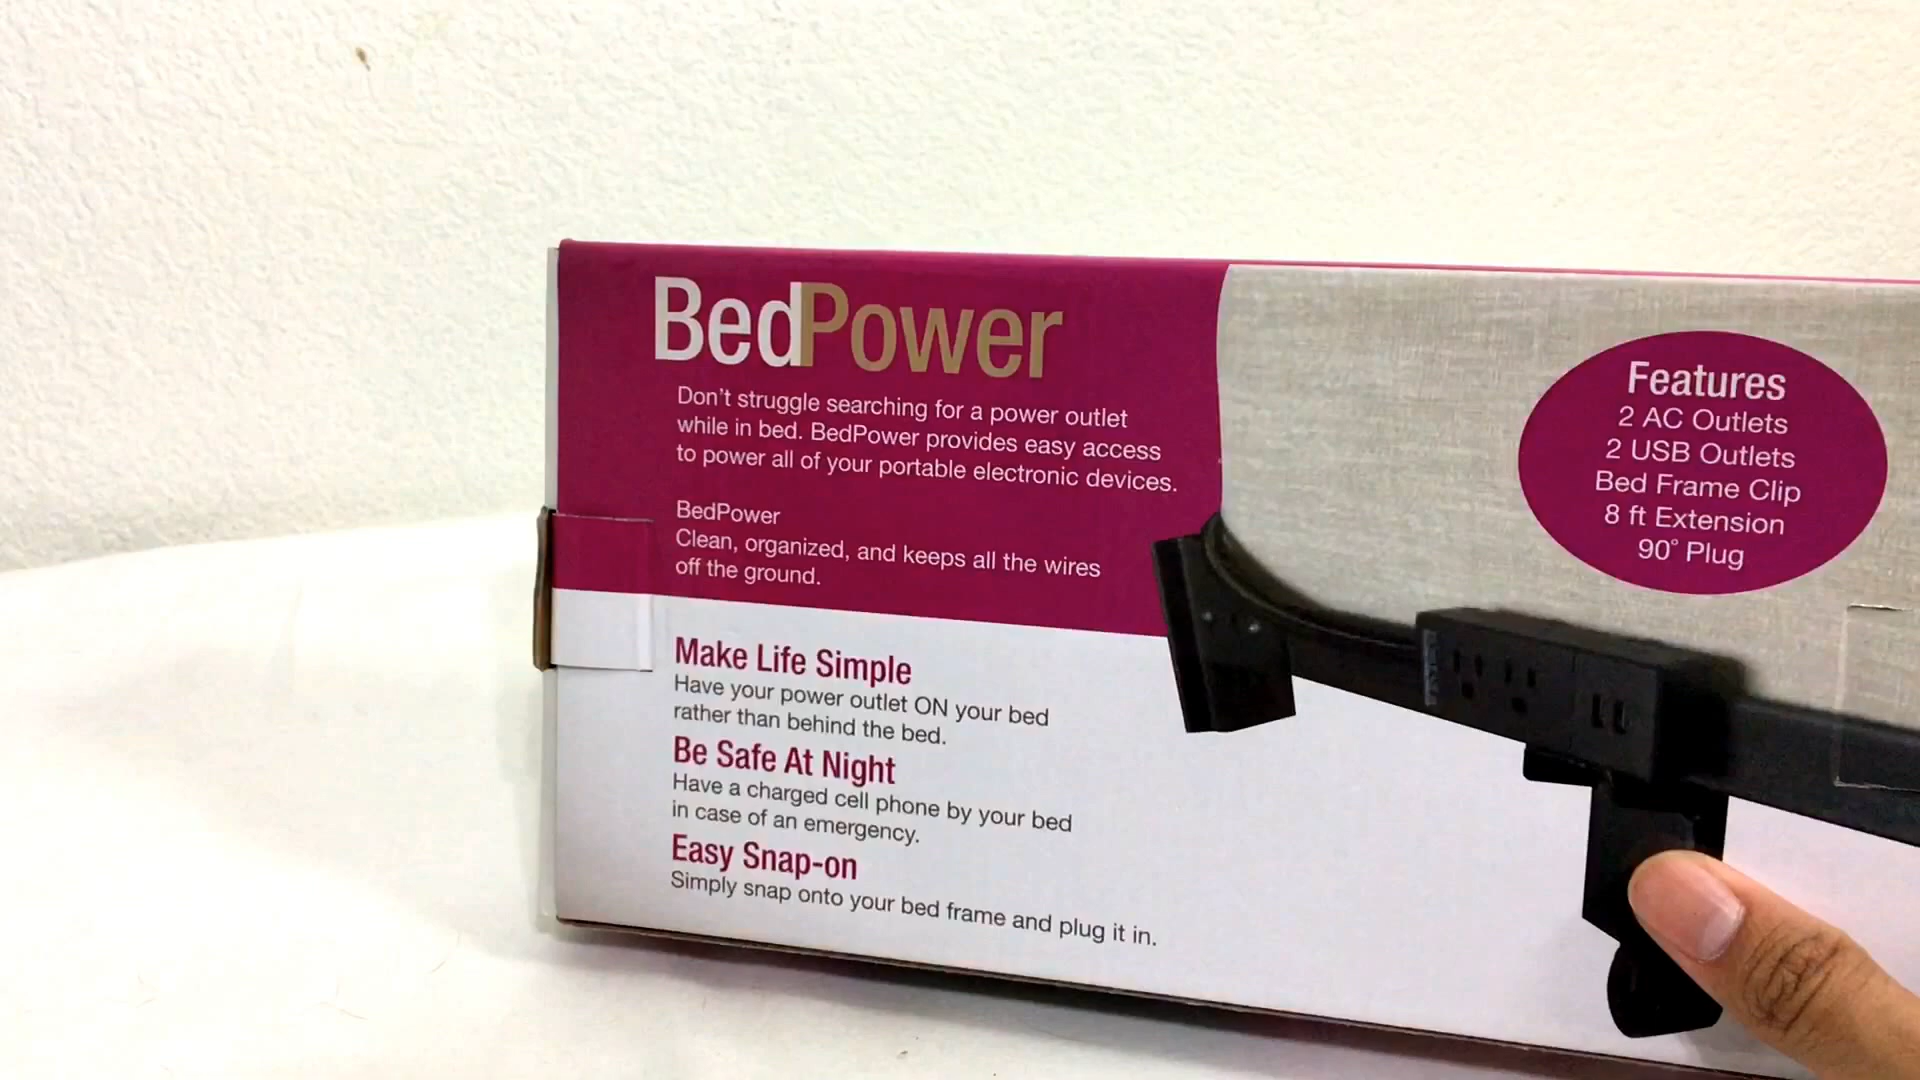 BedPower
Don't struggle searching for a power outlet
while in bed. BedPower provides easy access
to power all of your portable electronic devices.
BedPower
Clean, organized, and keeps all the wires
off the ground.
Make Life Simple
Have your power outlet ON your bed
rather than behind the bed.
Be Safe At Night
Have a charged cell phone by your bed
in case of an emergency.
Easy Snap-on
Simply snap onto your bed frame and plug it in.
Features
2 AC Outlets
2 USB Outlets
Bed Frame Clip
8 ft Extension
90° Plug